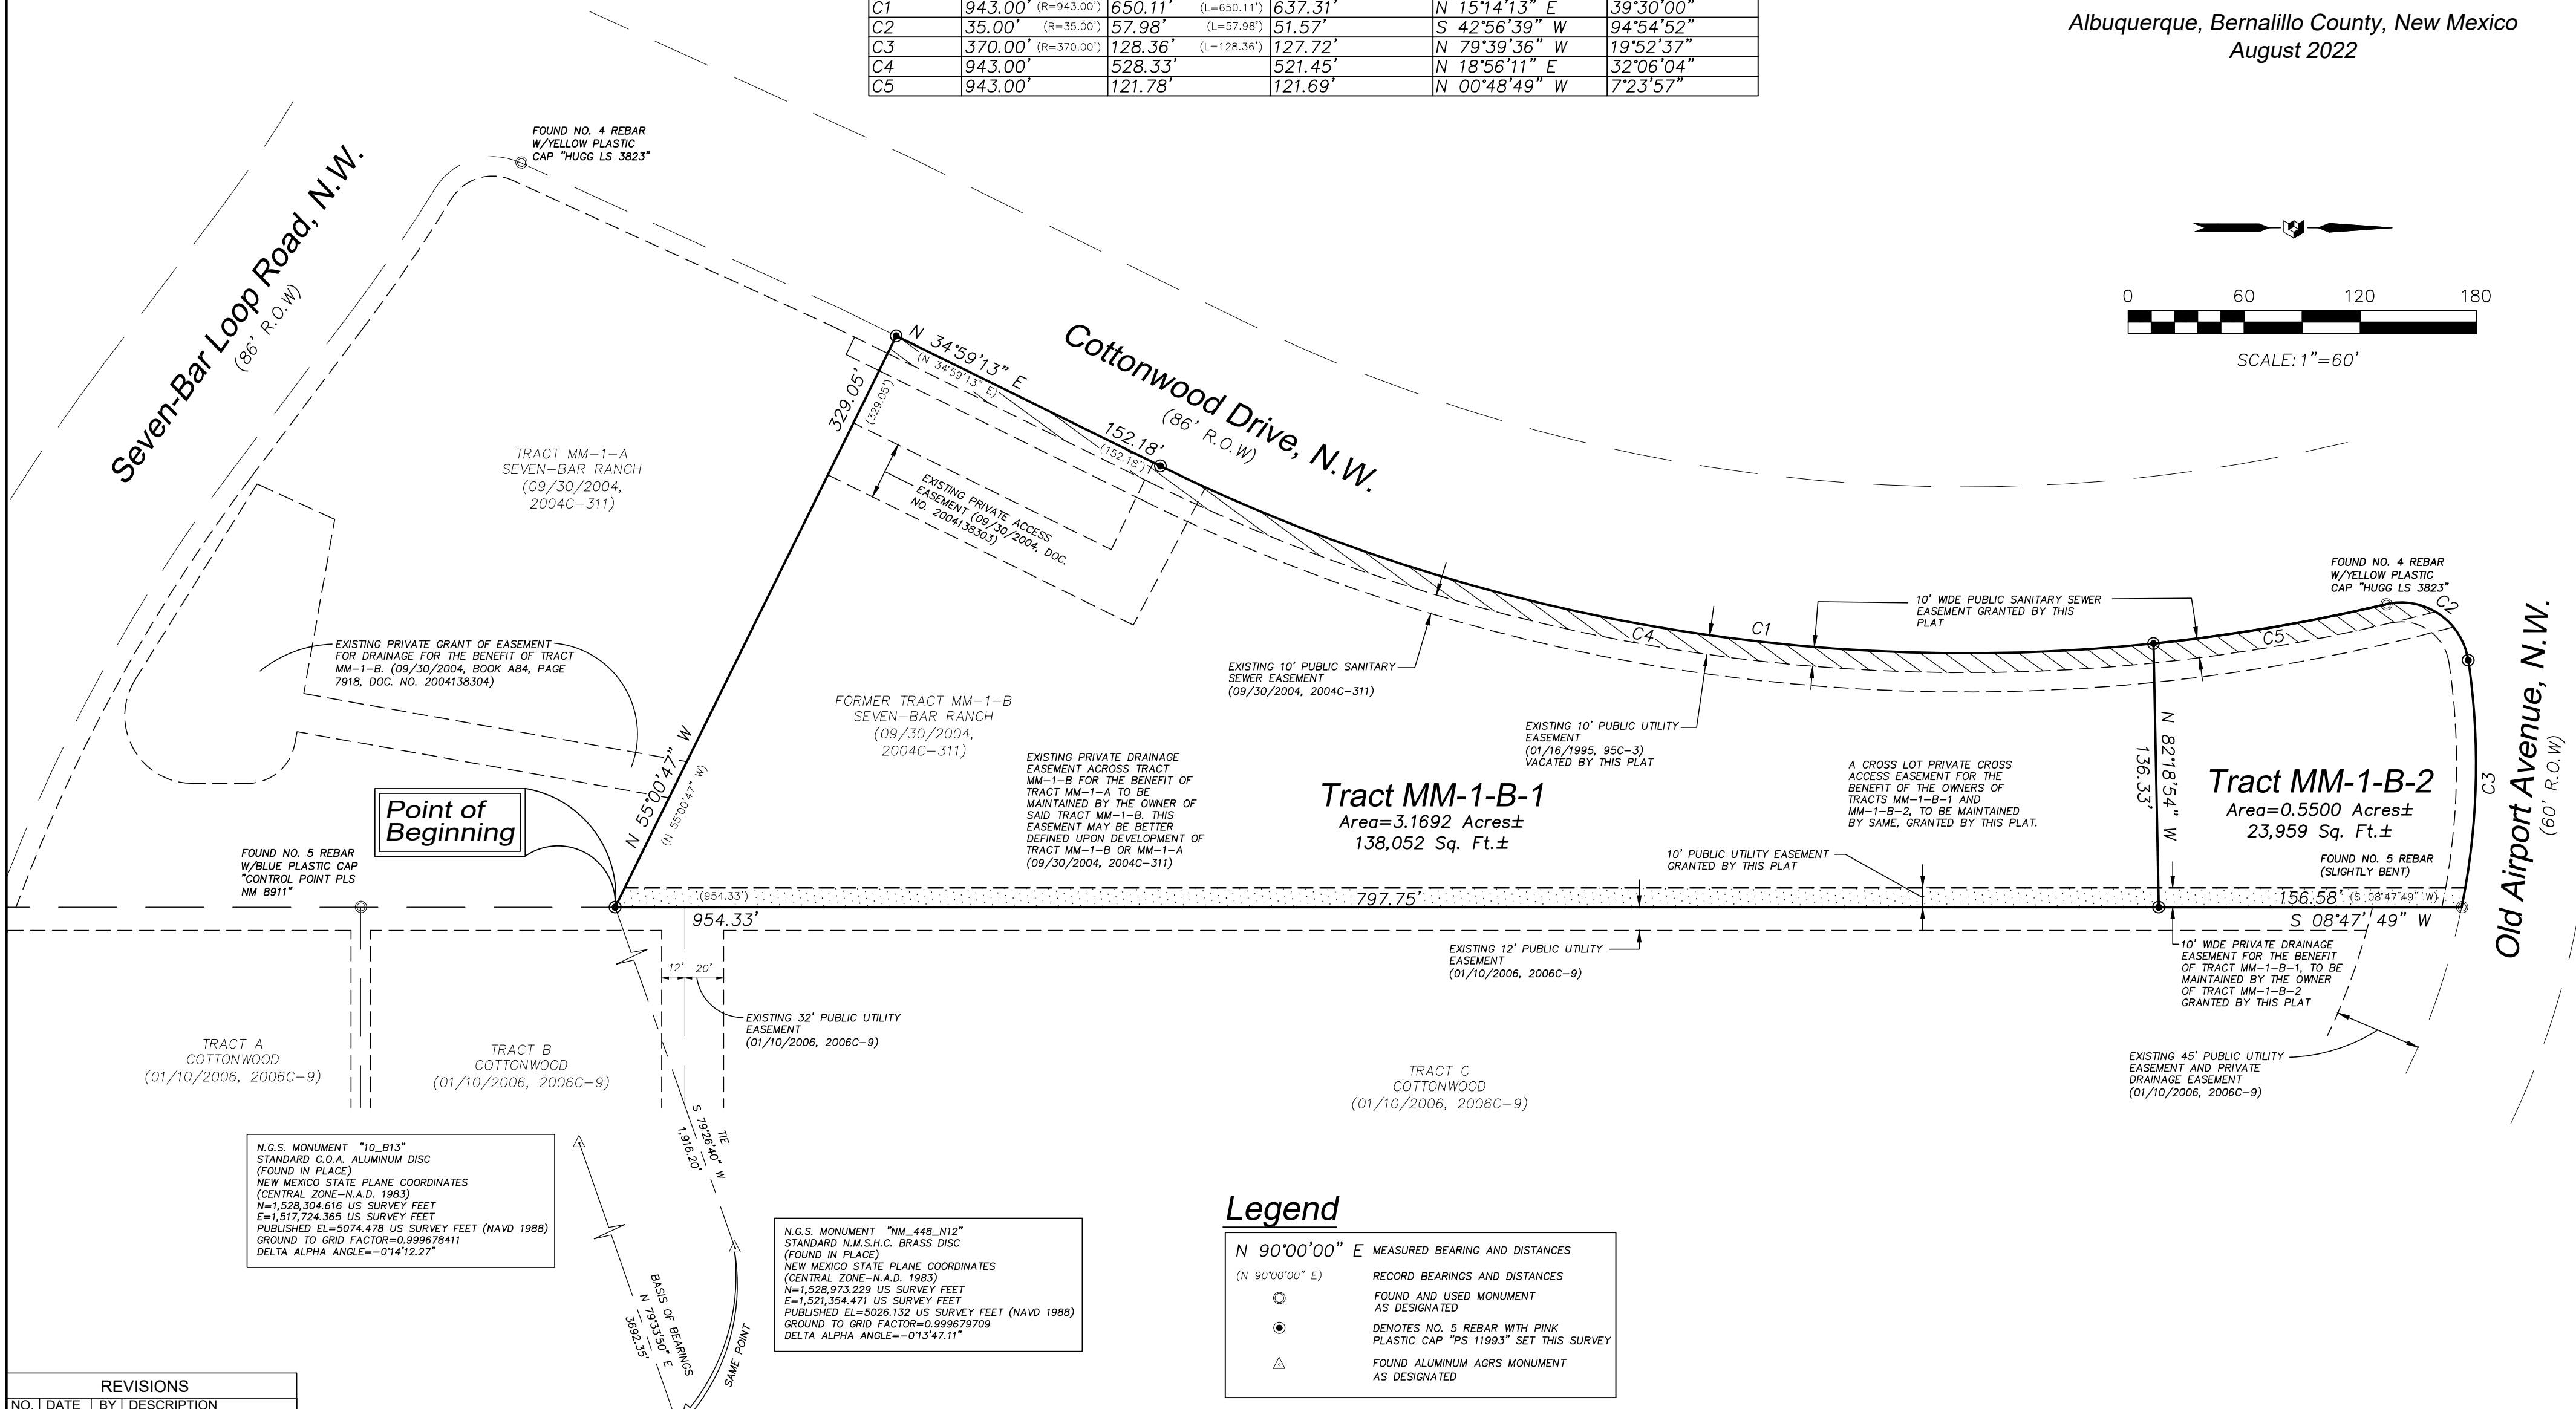 C1 943.00' (R=943.00') 650.11' (L=650.11') 637.31' N 15°14'13" E 39°30'00"
C2 35.00' (R=35.00') 57.98' (L=57.98') 51.57' S 42°56'39" W 94°54'52"
C3 370.00' (R=370.00') 128.36' (L=128.36') 127.72' N 79°39'36" W 19°52'37"
C4 943.00' 528.33' 521.45' N 18°56'11" E 32°06'04"
C5 943.00' 121.78' 121.69' N 00°48'49" W 7°23'57"
Albuquerque, Bernalillo County, New Mexico
August 2022
FOUND NO. 4 REBAR
W/YELLOW PLASTIC
CAP "HUGG LS 3823"
Seven-Bar Loop Road, N.W.
(86' R.O.W)
0 60 120 180
SCALE: 1"=60'
N 34°59'13" E
(N 34°59'13" E)
152.18'
(152.18')
Cottonwood Drive, N.W.
(86' R.O.W)
329.05'
(329.05')
TRACT MM-1-A
SEVEN-BAR RANCH
(09/30/2004,
2004C-311)
EXISTING PRIVATE ACCESS
EASEMENT (09/30/2004, DOC.
NO. 2004138303)
FOUND NO. 4 REBAR
W/YELLOW PLASTIC
CAP "HUGG LS 3823"
C2
10' WIDE PUBLIC SANITARY SEWER
EASEMENT GRANTED BY THIS
PLAT
C4
C1
C5
EXISTING PRIVATE GRANT OF EASEMENT
FOR DRAINAGE FOR THE BENEFIT OF TRACT
MM-1-B. (09/30/2004, BOOK A84, PAGE
7918, DOC. NO. 2004138304)
EXISTING 10' PUBLIC SANITARY
SEWER EASEMENT
(09/30/2004, 2004C-311)
FORMER TRACT MM-1-B
SEVEN-BAR RANCH
(09/30/2004,
2004C-311)
EXISTING 10' PUBLIC UTILITY
EASEMENT
(01/16/1995, 95C-3)
VACATED BY THIS PLAT
N 55°00'47" W
(N 55°00'47" W)
EXISTING PRIVATE DRAINAGE
EASEMENT ACROSS TRACT
MM-1-B FOR THE BENEFIT OF
TRACT MM-1-A TO BE
MAINTAINED BY THE OWNER OF
SAID TRACT MM-1-B. THIS
EASEMENT MAY BE BETTER
DEFINED UPON DEVELOPMENT OF
TRACT MM-1-B OR MM-1-A
(09/30/2004, 2004C-311)
Tract MM-1-B-1
Area=3.1692 Acres±
138,052 Sq. Ft.±
A CROSS LOT PRIVATE CROSS
ACCESS EASEMENT FOR THE
BENEFIT OF THE OWNERS OF
TRACTS MM-1-B-1 AND
MM-1-B-2, TO BE MAINTAINED
BY SAME, GRANTED BY THIS PLAT.
N 82°18'54" W
136.33'
Tract MM-1-B-2
Area=0.5500 Acres±
23,959 Sq. Ft.±
C3
Old Airport Avenue, N.W.
(60' R.O.W)
Point of
Beginning
FOUND NO. 5 REBAR
W/BLUE PLASTIC CAP
"CONTROL POINT PLS
NM 8911"
10' PUBLIC UTILITY EASEMENT
GRANTED BY THIS PLAT
FOUND NO. 5 REBAR
(SLIGHTLY BENT)
(954.33')
954.33'
797.75'
156.58' (S 08°47'49" W)
S 08°47'49" W
EXISTING 12' PUBLIC UTILITY
EASEMENT
(01/10/2006, 2006C-9)
10' WIDE PRIVATE DRAINAGE
EASEMENT FOR THE BENEFIT
OF TRACT MM-1-B-1, TO BE
MAINTAINED BY THE OWNER
OF TRACT MM-1-B-2
GRANTED BY THIS PLAT
12' 20'
EXISTING 32' PUBLIC UTILITY
EASEMENT
(01/10/2006, 2006C-9)
TRACT A
COTTONWOOD
(01/10/2006, 2006C-9)
TRACT B
COTTONWOOD
(01/10/2006, 2006C-9)
TRACT C
COTTONWOOD
(01/10/2006, 2006C-9)
EXISTING 45' PUBLIC UTILITY
EASEMENT AND PRIVATE
DRAINAGE EASEMENT
(01/10/2006, 2006C-9)
TIE
S 79°26'40" W
1,916.20'
N.G.S. MONUMENT "10_B13"
STANDARD C.O.A. ALUMINUM DISC
(FOUND IN PLACE)
NEW MEXICO STATE PLANE COORDINATES
(CENTRAL ZONE-N.A.D. 1983)
N=1,528,304.616 US SURVEY FEET
E=1,517,724.365 US SURVEY FEET
PUBLISHED EL=5074.478 US SURVEY FEET (NAVD 1988)
GROUND TO GRID FACTOR=0.999678411
DELTA ALPHA ANGLE=-0°14'12.27"
N.G.S. MONUMENT "NM_448_N12"
STANDARD N.M.S.H.C. BRASS DISC
(FOUND IN PLACE)
NEW MEXICO STATE PLANE COORDINATES
(CENTRAL ZONE-N.A.D. 1983)
N=1,528,973.229 US SURVEY FEET
E=1,521,354.471 US SURVEY FEET
PUBLISHED EL=5026.132 US SURVEY FEET (NAVD 1988)
GROUND TO GRID FACTOR=0.999679709
DELTA ALPHA ANGLE=-0°13'47.11"
BASIS OF BEARINGS
N 79°33'50" E
3692.35'
SAME POINT
Legend
N 90°00'00" E MEASURED BEARING AND DISTANCES
(N 90°00'00" E) RECORD BEARINGS AND DISTANCES
FOUND AND USED MONUMENT
AS DESIGNATED
DENOTES NO. 5 REBAR WITH PINK
PLASTIC CAP "PS 11993" SET THIS SURVEY
FOUND ALUMINUM AGRS MONUMENT
AS DESIGNATED
REVISIONS
NO. DATE BY DESCRIPTION